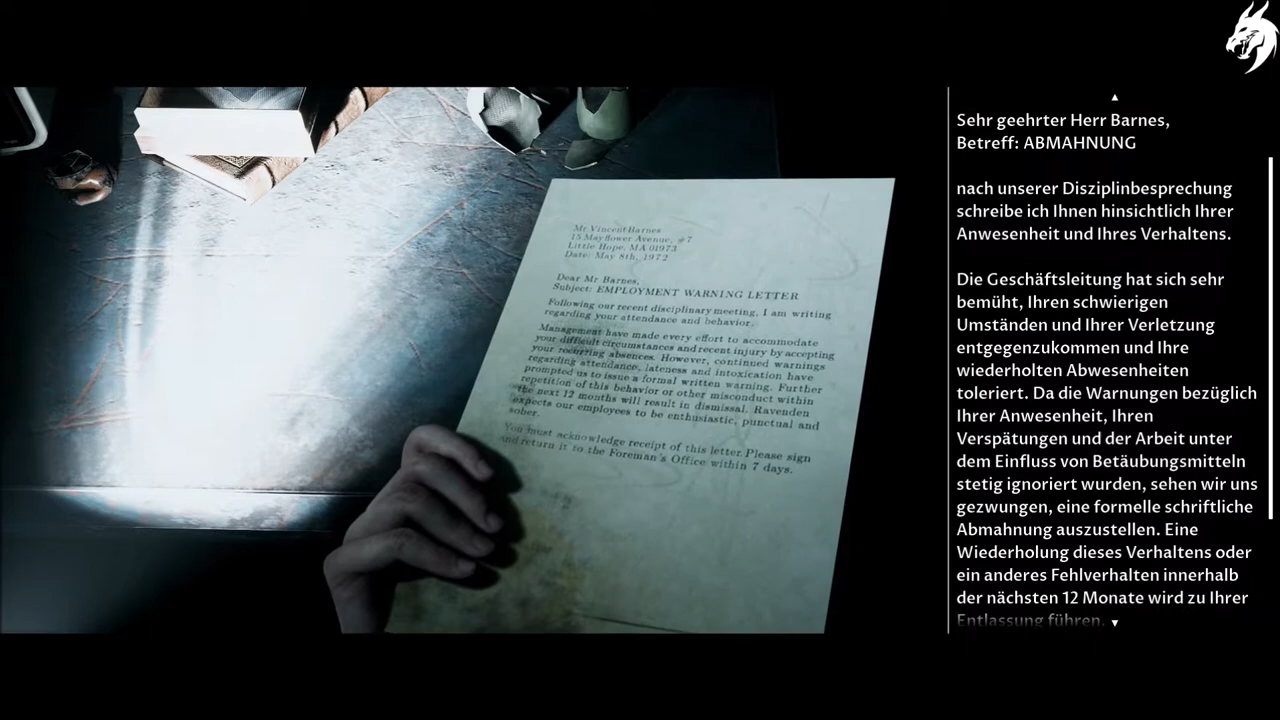 Mr Vincent Barnes
15 Mayflower Avenue, #7
Little Hope, MA 01973
Date: May 8th, 1972
Dear Mr Barnes,
Subject: EMPLOYMENT WARNING LETTER
Following our recent disciplinary meeting, I am writing
regarding your attendance and behavior.
Management have made every effort to accommodate
your difficult circumstances and recent injury by accepting
your recurring absences. However, continued warnings
regarding attendance, lateness and intoxication have
prompted us to issue a formal written warning. Further
repetition of this behavior or other misconduct within
the next 12 months will result in dismissal. Ravenden
expects our employees to be enthusiastic, punctual and
sober.
You must acknowledge receipt of this letter. Please sign
and return it to the Foreman's Office within 7 days.
Sehr geehrter Herr Barnes,
Betreff: ABMAHNUNG
nach unserer Disziplinbesprechung
schreibe ich Ihnen hinsichtlich Ihrer
Anwesenheit und Ihres Verhaltens.
Die Geschäftsleitung hat sich sehr
bemüht, Ihren schwierigen
Umständen und Ihrer Verletzung
entgegenzukommen und Ihre
wiederholten Abwesenheiten
toleriert. Da die Warnungen bezüglich
Ihrer Anwesenheit, Ihren
Verspätungen und der Arbeit unter
dem Einfluss von Betäubungsmitteln
stetig ignoriert wurden, sehen wir uns
gezwungen, eine formelle schriftliche
Abmahnung auszustellen. Eine
Wiederholung dieses Verhaltens oder
ein anderes Fehlverhalten innerhalb
der nächsten 12 Monate wird zu Ihrer
Entlassung führen.